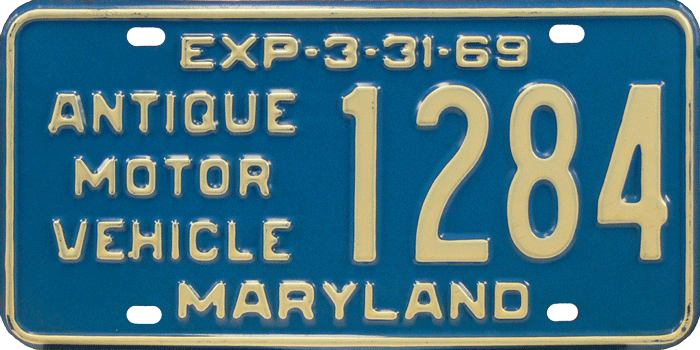 EXP-3-31-69
ANTIQUE
MOTOR
VEHICLE
1284
MARYLAND